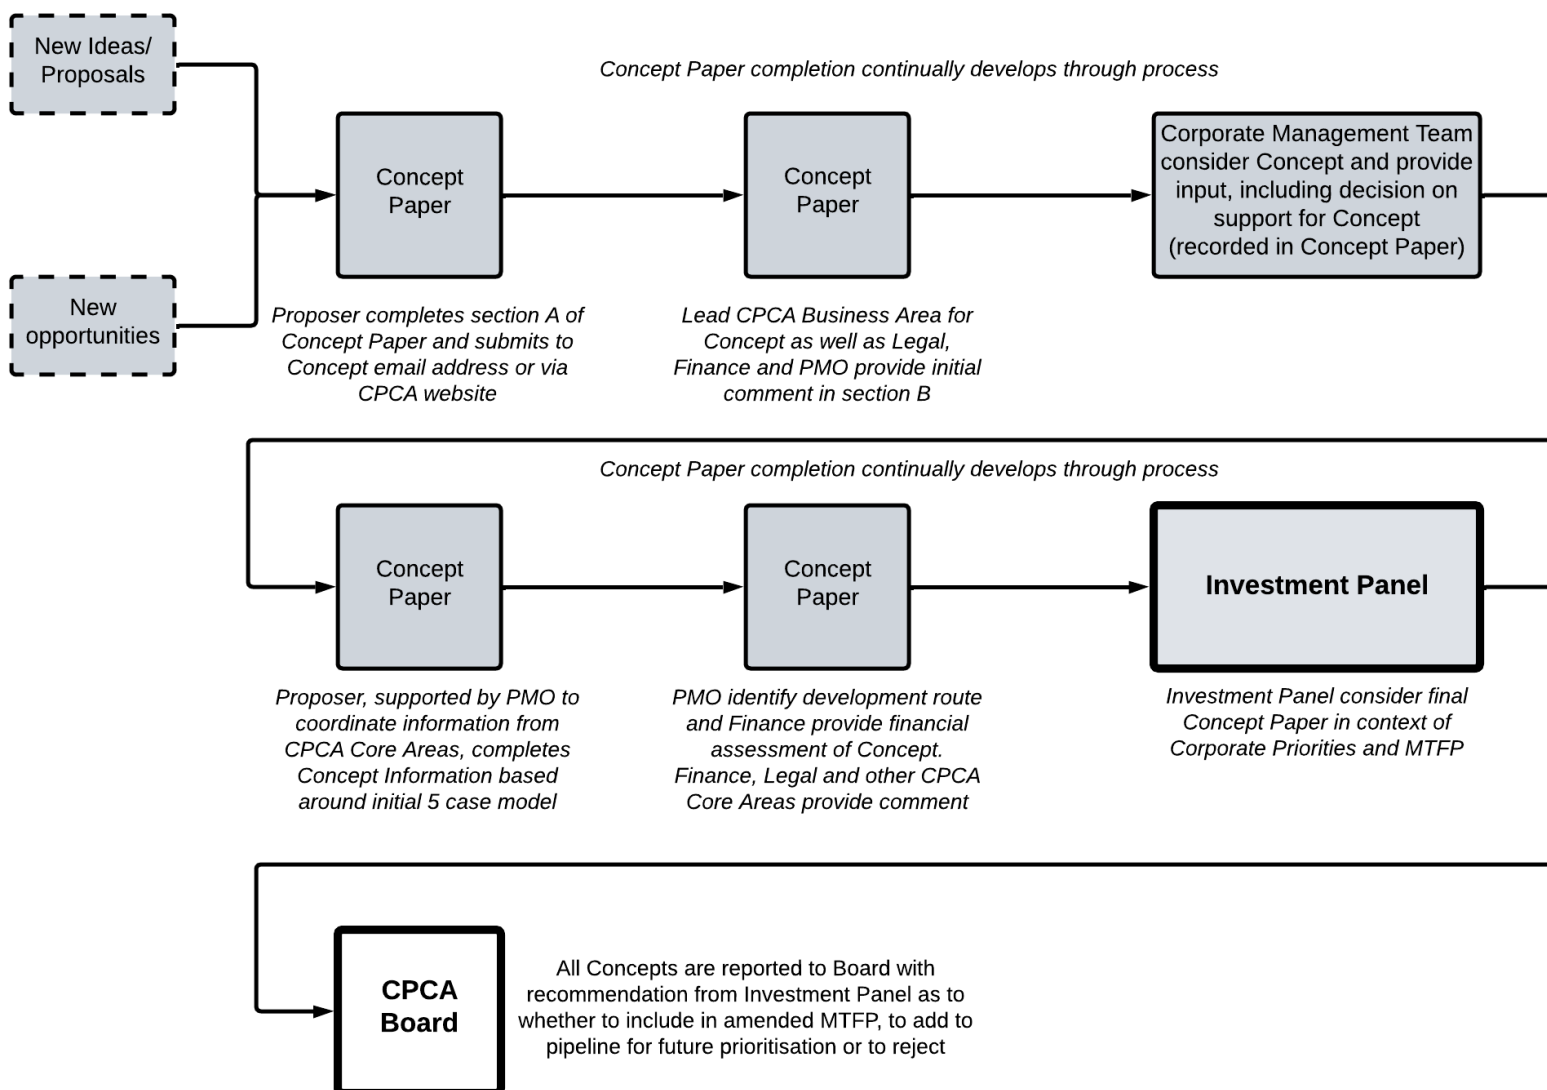 New Ideas/
Proposals
Concept Paper completion continually develops through process
Concept
Paper
Concept
Paper
Corporate Management Team
consider Concept and provide
input, including decision on
support for Concept
(recorded in Concept Paper)
New
opportunities
Proposer completes section A of
Concept Paper and submits to
Concept email address or via
CPCA website
Lead CPCA Business Area for
Concept as well as Legal,
Finance and PMO provide initial
comment in section B
Concept Paper completion continually develops through process
Concept
Paper
Concept
Paper
Investment Panel
Proposer, supported by PMO to
coordinate information from
CPCA Core Areas, completes
Concept Information based
around initial 5 case model
PMO identify development route
and Finance provide financial
assessment of Concept.
Finance, Legal and other CPCA
Core Areas provide comment
Investment Panel consider final
Concept Paper in context of
Corporate Priorities and MTFP
CPCA
Board
All Concepts are reported to Board with
recommendation from Investment Panel as to
whether to include in amended MTFP, to add to
pipeline for future prioritisation or to reject